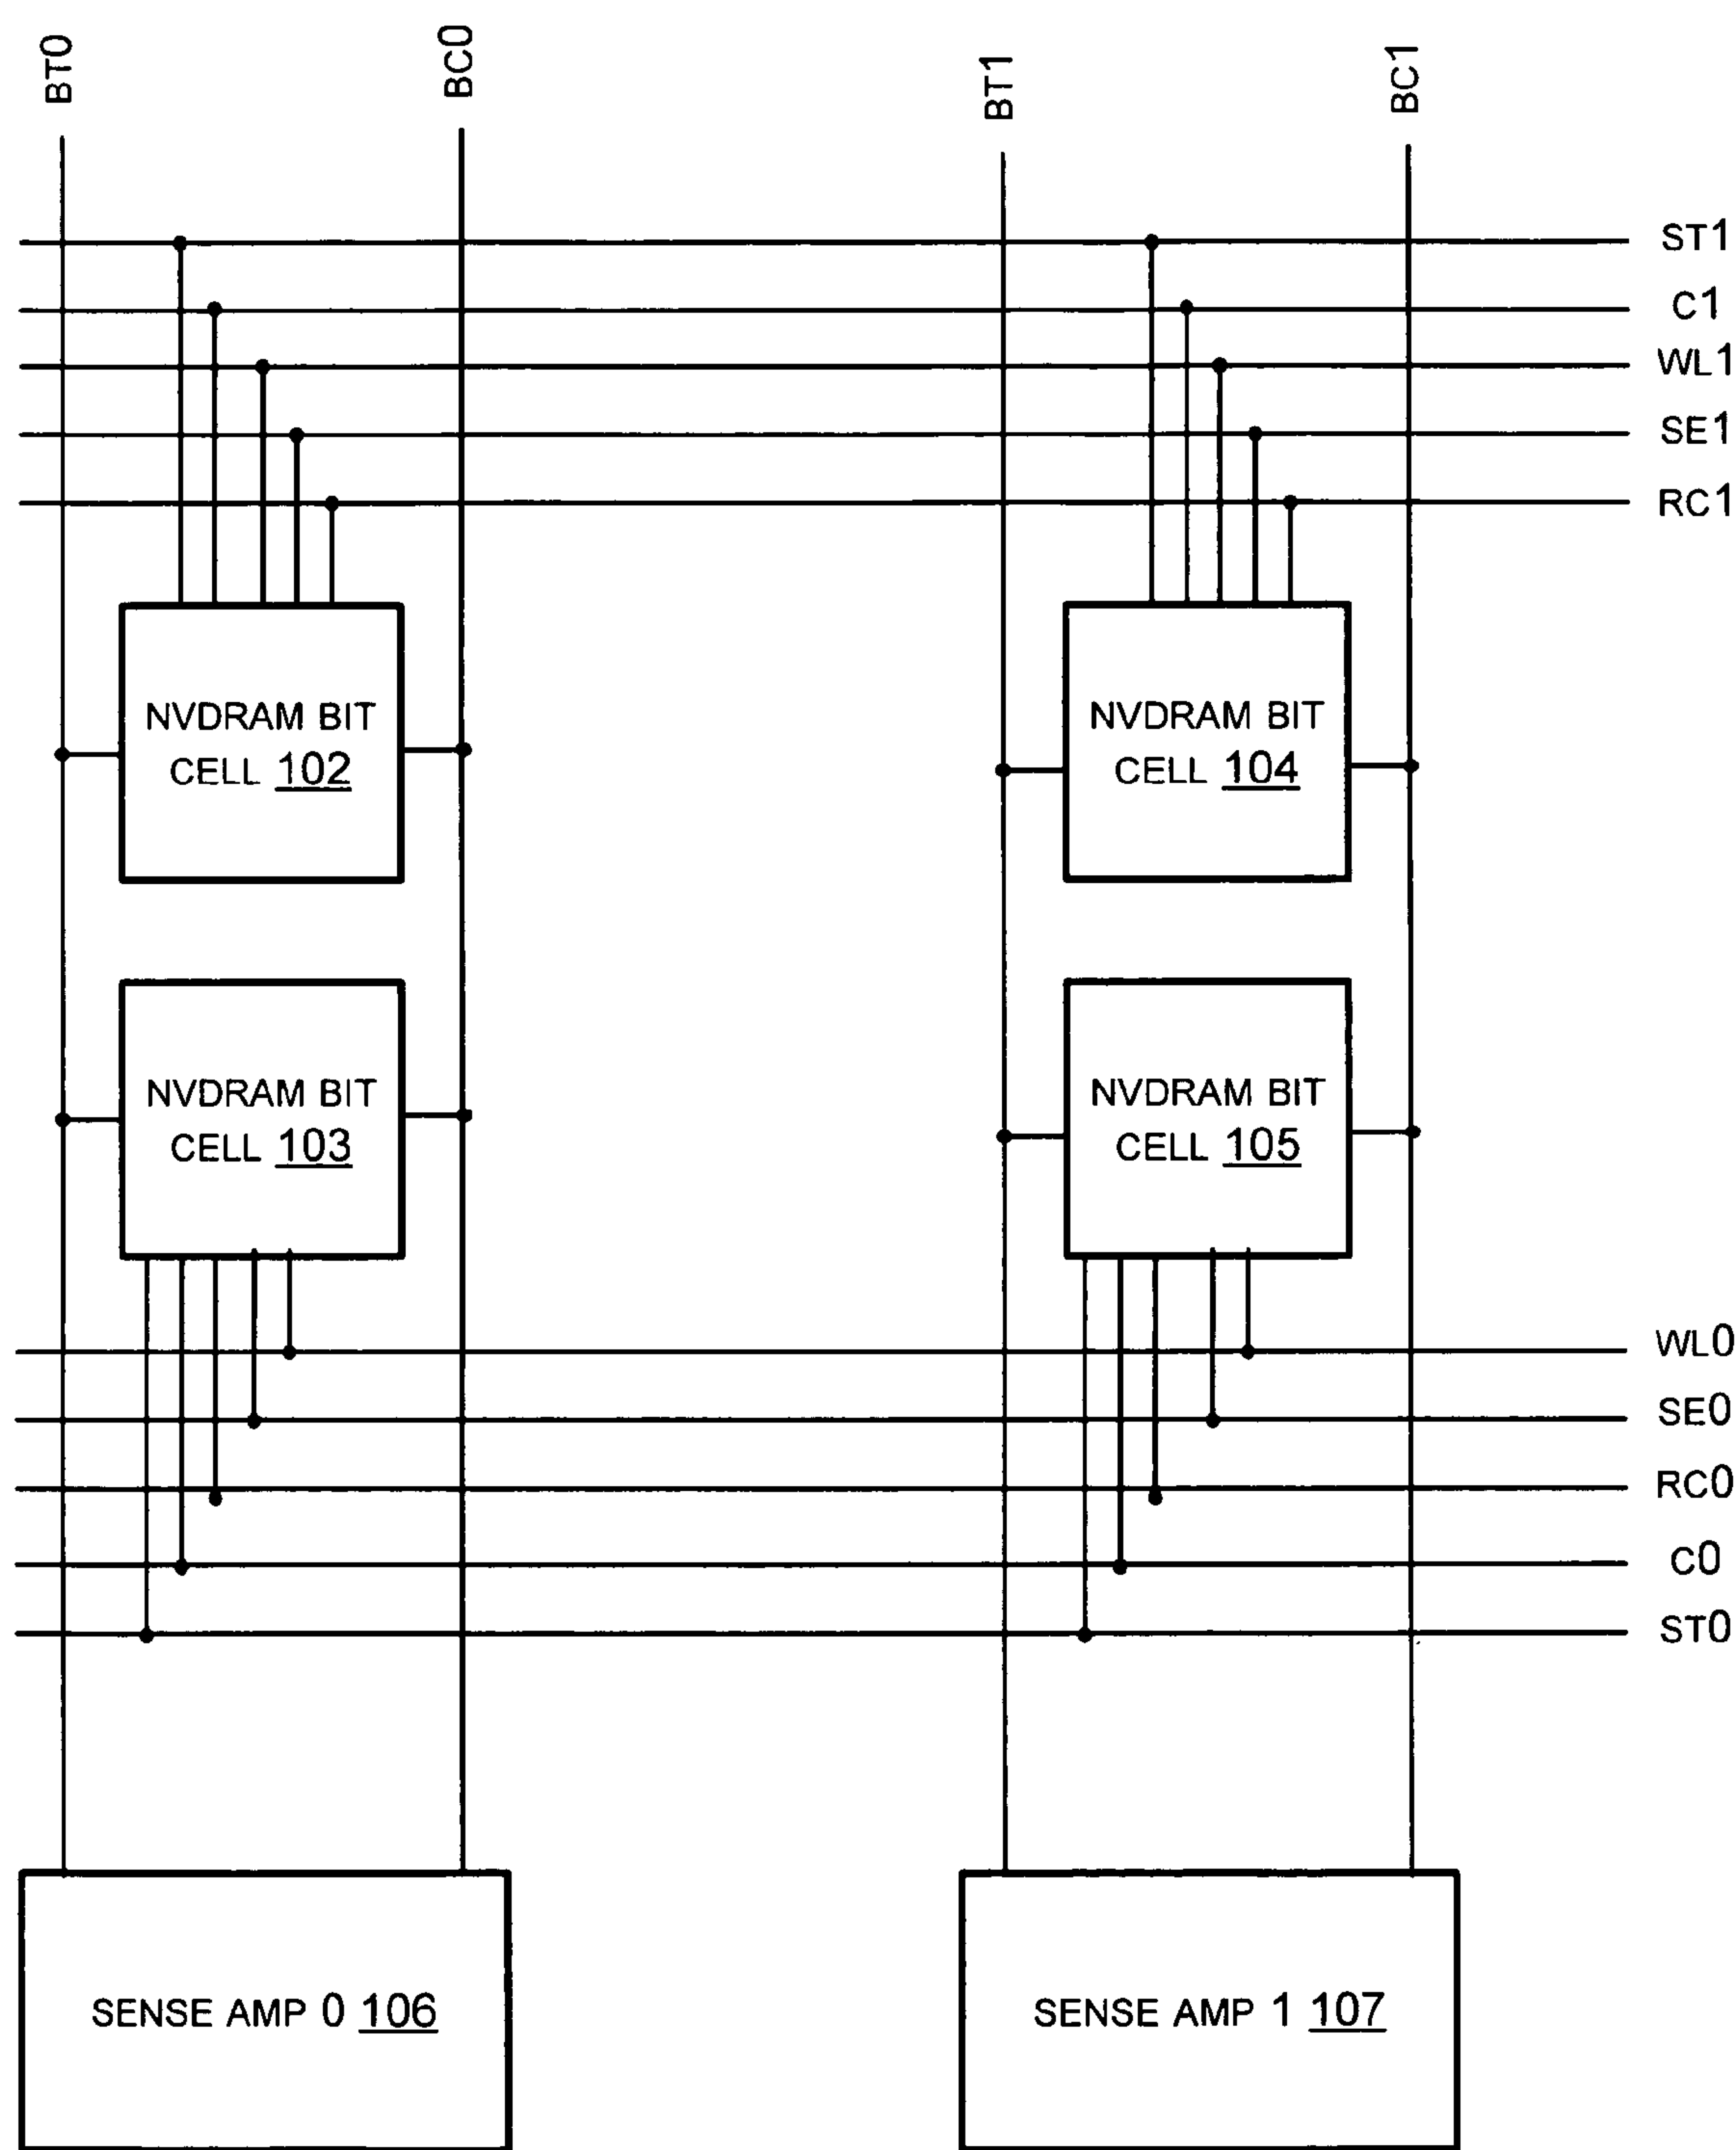 BT0
BC0
BT1
BC1
ST1
C1
WL1
SE1
RC1
NVDRAM BIT
CELL 102
NVDRAM BIT
CELL 104
NVDRAM BIT
CELL 103
NVDRAM BIT
CELL 105
WL0
SE0
RC0
C0
ST0
SENSE AMP 0 106
SENSE AMP 1 107